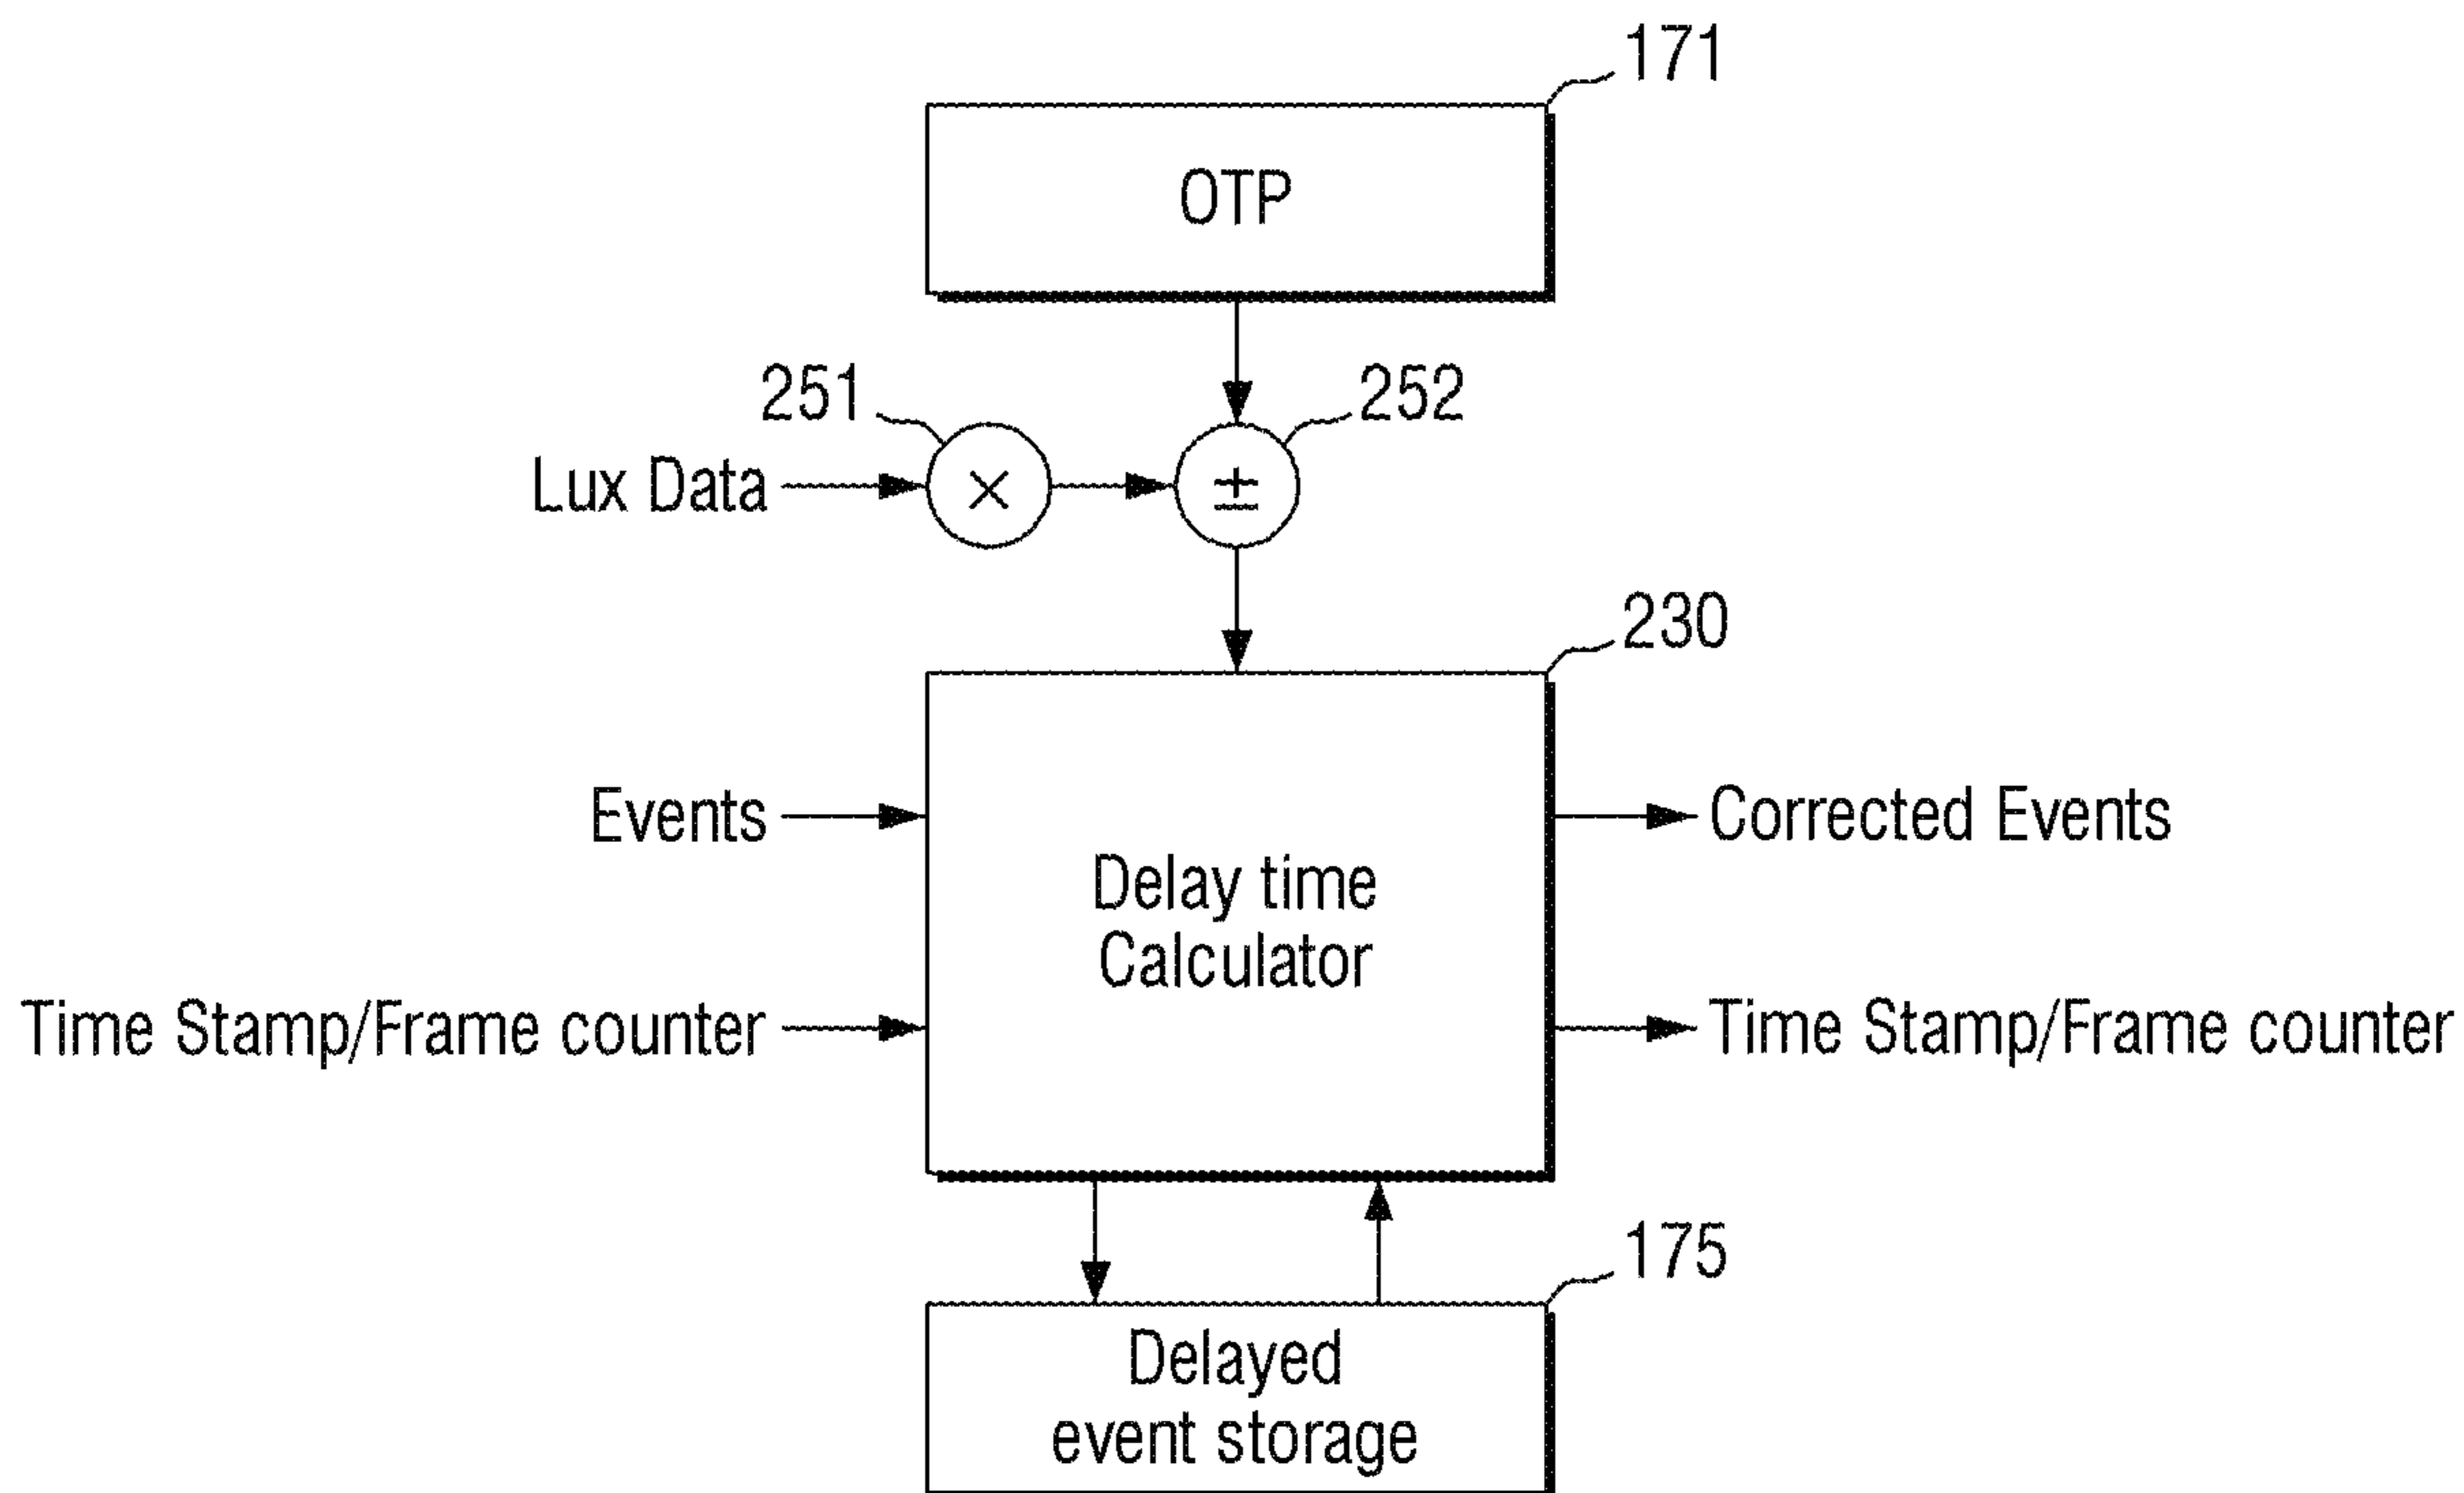 171
OTP
251
252
Lux Data
×
±
230
Events
Corrected Events
Delay time
Calculator
Time Stamp/Frame counter
Time Stamp/Frame counter
175
Delayed
event storage